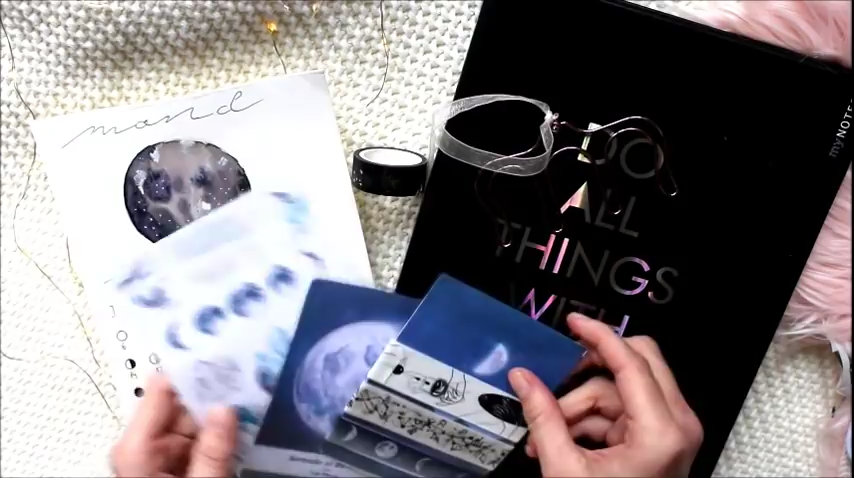 mond
myNOTES
DO
ALL
THINGS
WITH